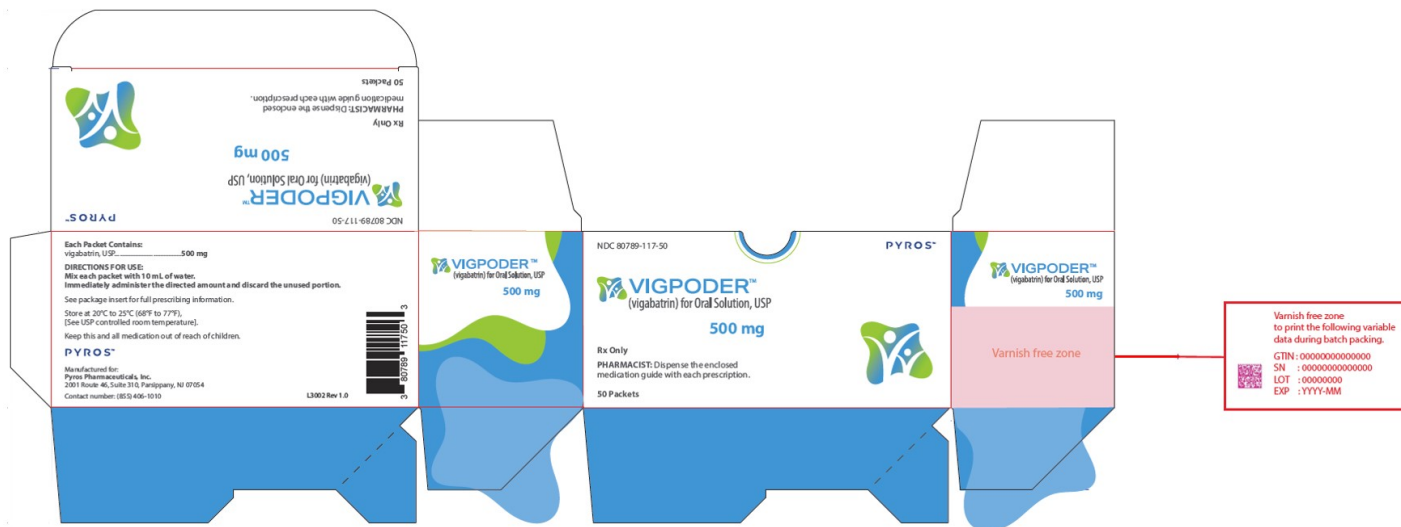 NDC 80789-117-50
PYROS™
VIGPODER™
(vigabatrin) for Oral Solution, USP
500 mg
Rx Only
PHARMACIST: Dispense the enclosed
medication guide with each prescription.
50 Packets
Each Packet Contains:
vigabatrin, USP..............................500 mg
DIRECTIONS FOR USE:
Mix each packet with 10 mL of water.
Immediately administer the directed amount and discard the unused portion.
See package insert for full prescribing information.
Store at 20°C to 25°C (68°F to 77°F),
[See USP controlled room temperature].
Keep this and all medication out of reach of children.
PYROS™
Manufactured for:
Pyros Pharmaceuticals, Inc.
2001 Route 46, Suite 310, Parsippany, NJ 07054
Contact number: (855) 406-1010
L3002 Rev 1.0
3 80789 11750 3
VIGPODER™
(vigabatrin) for Oral Solution, USP
500 mg
NDC 80789-117-50
PYROS™
VIGPODER™
(vigabatrin) for Oral Solution, USP
500 mg
Rx Only
PHARMACIST: Dispense the enclosed
medication guide with each prescription.
50 Packets
VIGPODER™
(vigabatrin) for Oral Solution, USP
500 mg
Varnish free zone
Varnish free zone
to print the following variable
data during batch packing.
GTIN : 00000000000000
SN : 00000000000000
LOT : 00000000
EXP : YYYY-MM